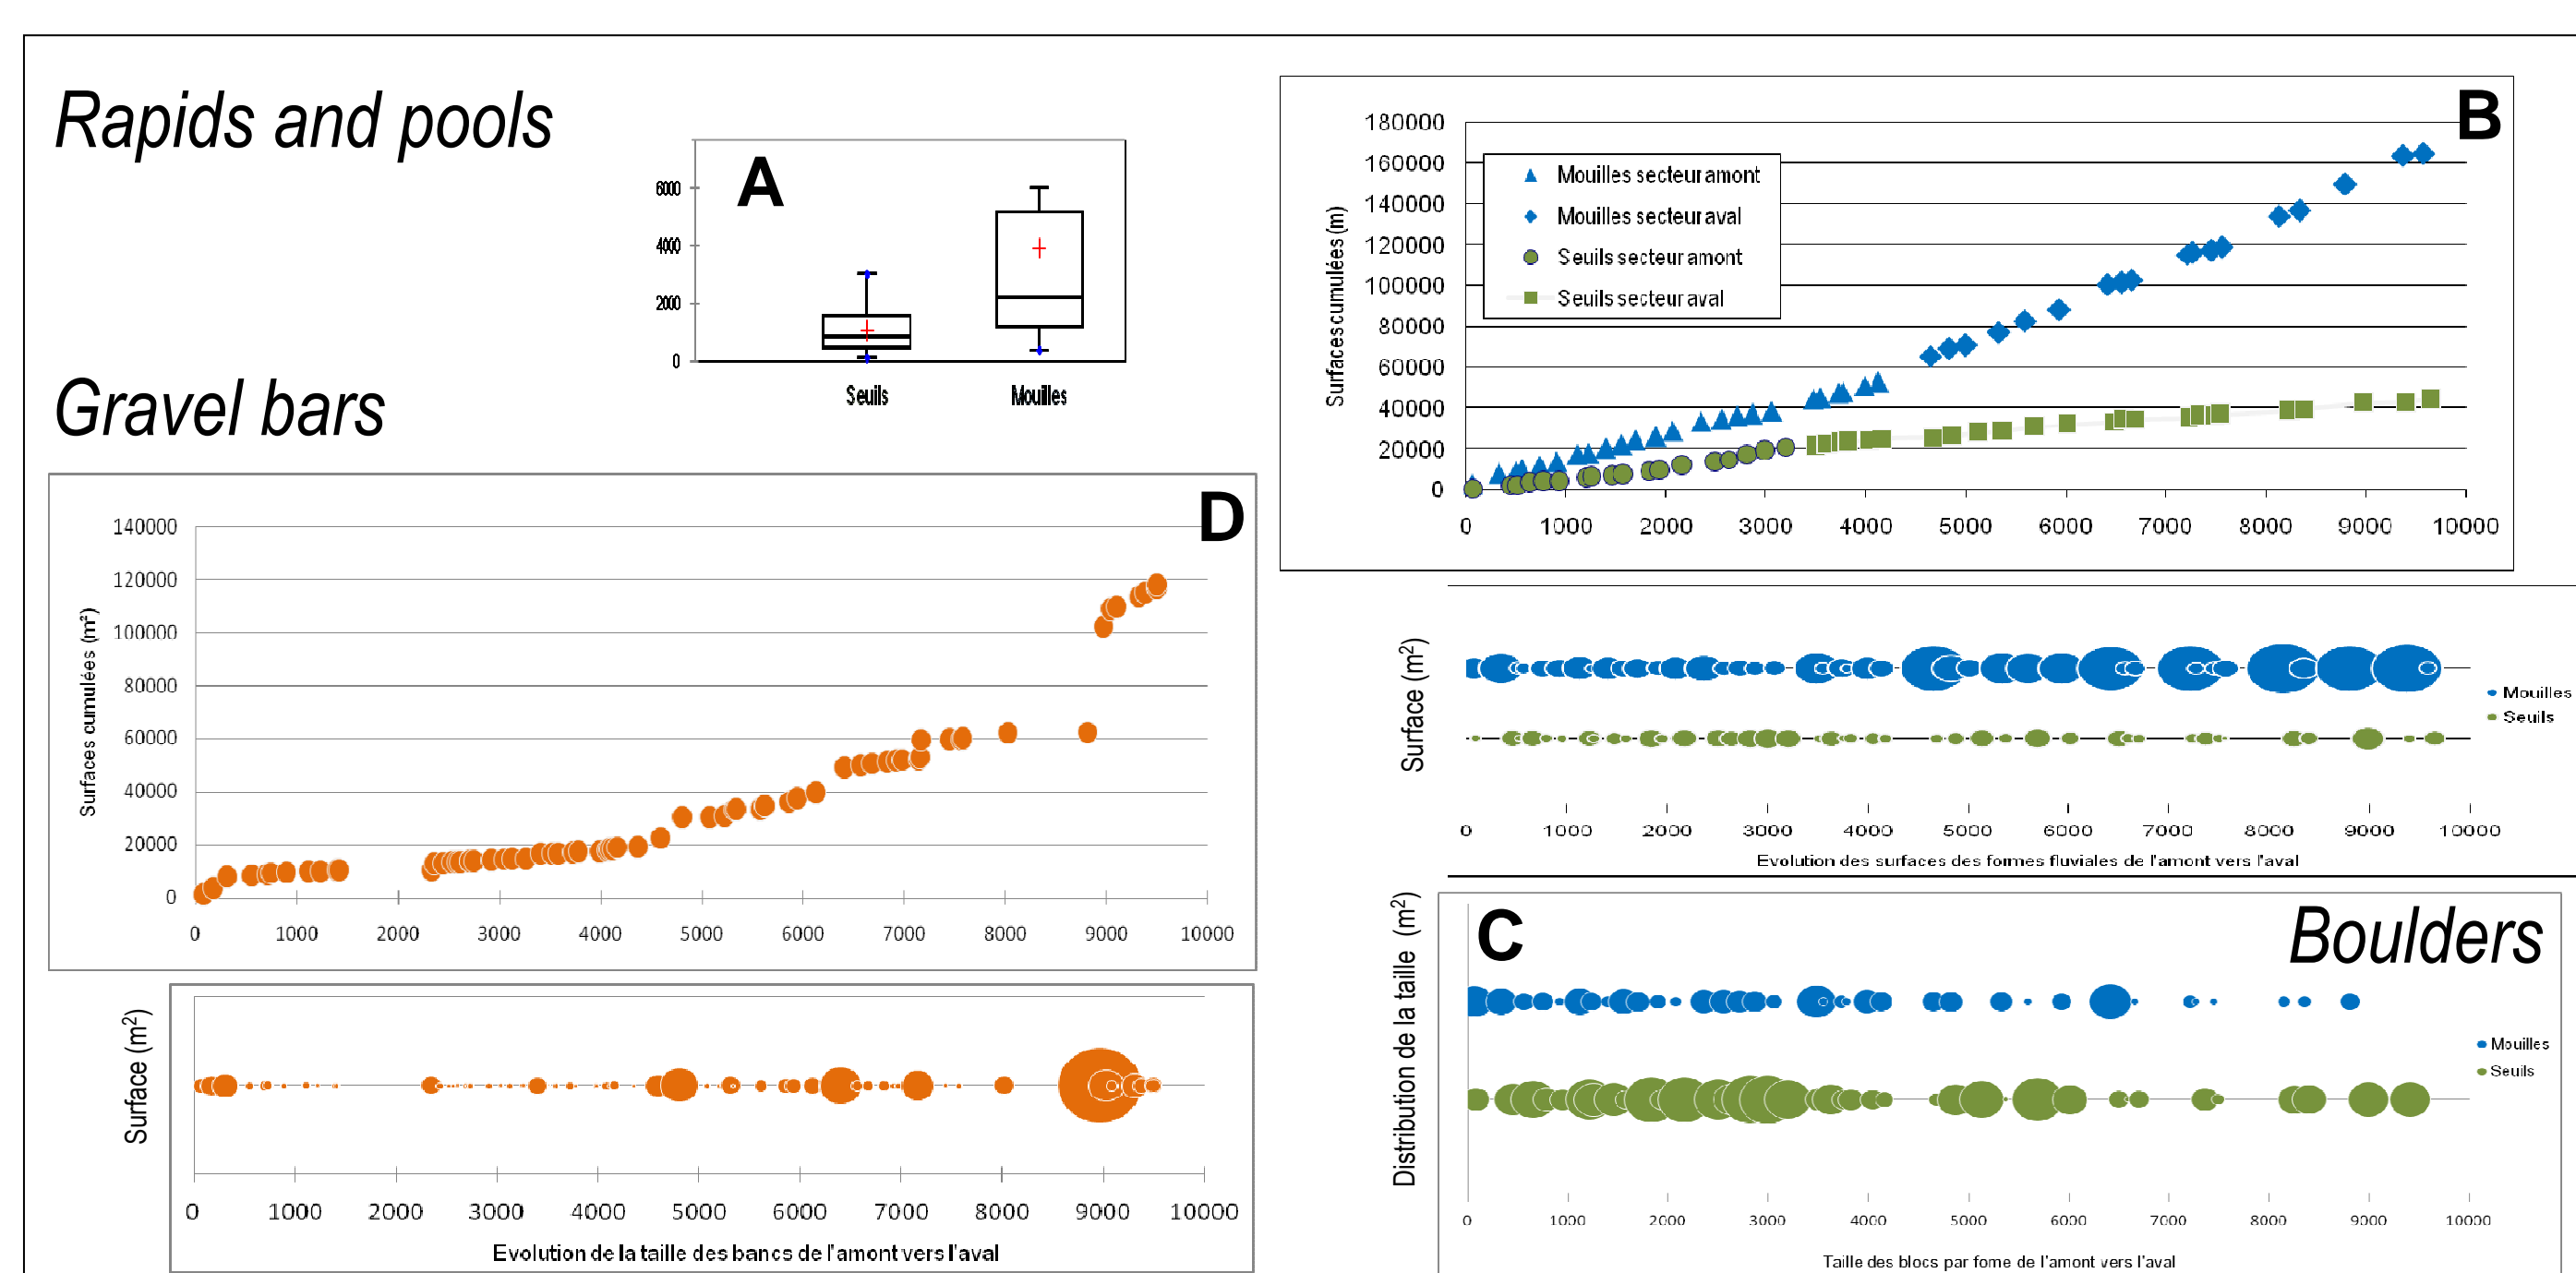 Rapids and pools
A
6000
4000
2000
0
Seuils
Mouilles
B
Surfaces cumulées (m)
180000
160000
140000
120000
100000
80000
60000
40000
20000
0
Mouilles secteur amont
Mouilles secteur aval
Seuils secteur amont
Seuils secteur aval
0 1000 2000 3000 4000 5000 6000 7000 8000 9000 10000
Surface (m²)
Mouilles
Seuils
0 1000 2000 3000 4000 5000 6000 7000 8000 9000 10000
Evolution des surfaces des formes fluviales de l'amont vers l'aval
Gravel bars
D
Surfaces cumulées (m²)
140000
120000
100000
80000
60000
40000
20000
0
0 1000 2000 3000 4000 5000 6000 7000 8000 9000 10000
Surface (m²)
0 1000 2000 3000 4000 5000 6000 7000 8000 9000 10000
Evolution de la taille des bancs de l'amont vers l'aval
C
Boulders
Distribution de la taille (m²)
Mouilles
Seuils
0 1000 2000 3000 4000 5000 6000 7000 8000 9000 10000
Taille des blocs par fome de l'amont vers l'aval